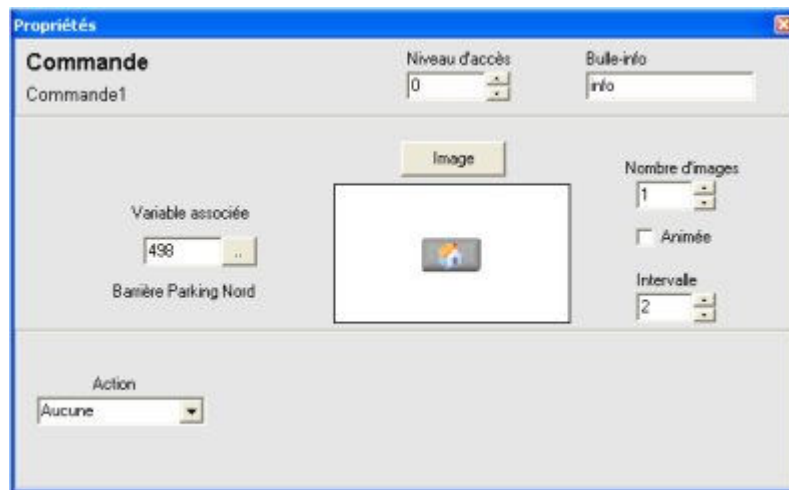 Propriétés
Commande
Niveau d'accès
Bulle-info
Commande1
0
info
Image
Nombre d'images
1
Variable associée
498
..
Animée
Barrière Parking Nord
Intervalle
2
Action
Aucune